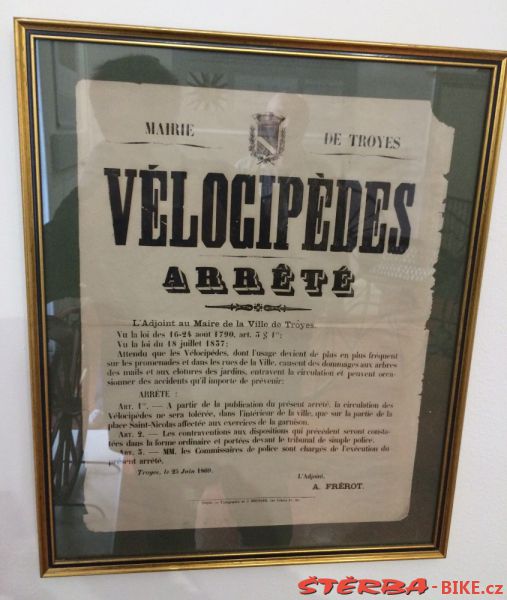 MAIRIE DE TROYES
VÉLOCIPÈDES
ARRÊTÉ
L'Adjoint au Maire de la Ville de Troyes,
Vu la loi des 16-24 août 1790, art. 3 § 1er;
Vu la loi du 18 juillet 1837;
Attendu que les Vélocipèdes, dont l'usage devient de plus en plus fréquent
sur les promenades et dans les rues de la Ville, causent des dommages aux arbres
des mails et aux clotures des jardins, entravent la circulation et peuvent occa-
sionner des accidents qu'il importe de prévenir:
ARRÊTE :
ART. 1er. — A partir de la publication du présent arreté, la circulation des
Vélocipèdes ne sera tolérée, dans l'intérieur de la ville, que sur la partie de la
place Saint-Nicolas affectée aux exercices de la garnison.
ART. 2. — Les contraventions aux dispositions qui précèdent seront consta-
tées dans la forme ordinaire et portées devant le tribunal de simple police.
ART. 3. — MM. les Commissaires de police sont chargés de l'exécution du
présent arrêté.
Troyes, le 25 Juin 1869.
L'Adjoint,
A. FRÉROT.
ŠTĚRBA-BIKE.cz